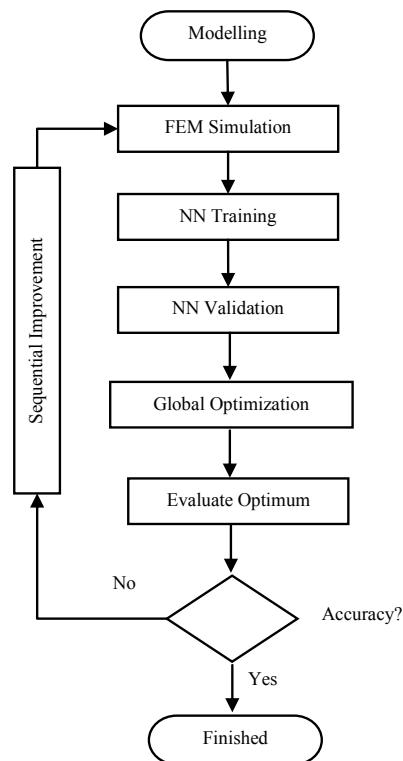 Modelling
FEM Simulation
NN Training
NN Validation
Global Optimization
Evaluate Optimum
Sequential Improvement
No
Accuracy?
Yes
Finished